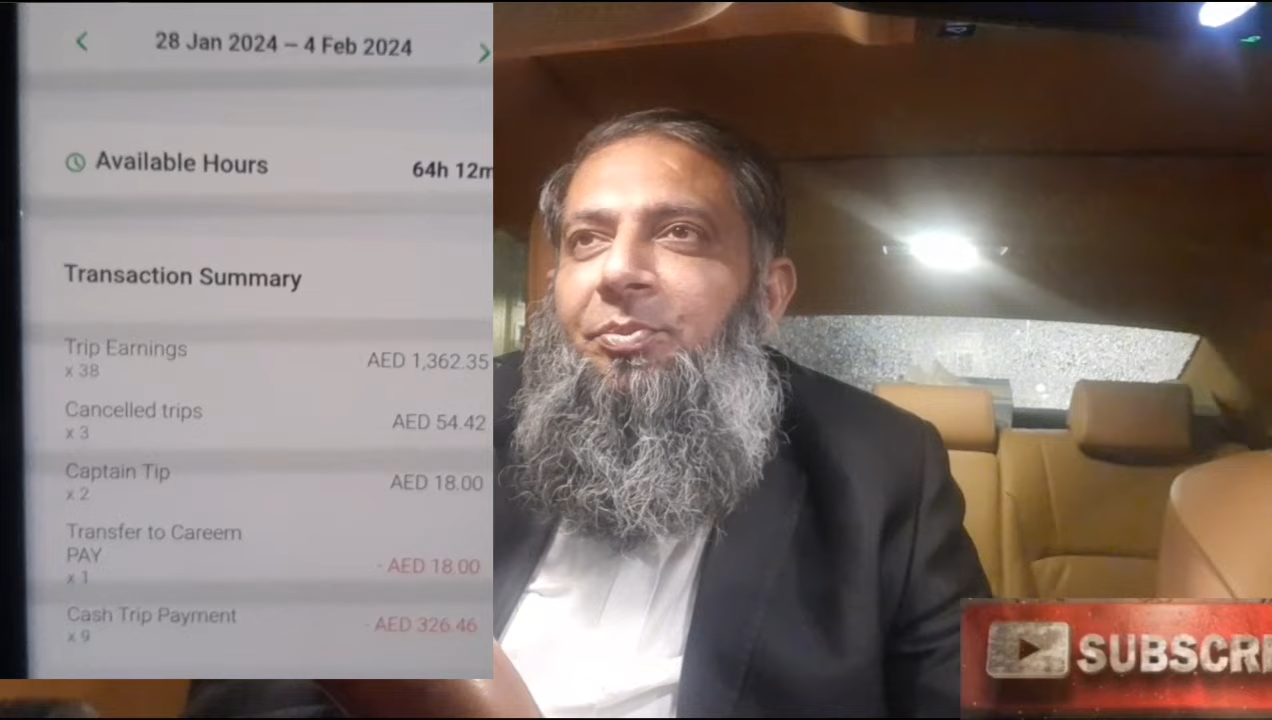 28 Jan 2024 – 4 Feb 2024
Available Hours 64h 12m
Transaction Summary
Trip Earnings AED 1,362.35
x 38
Cancelled trips AED 54.42
x 3
Captain Tip AED 18.00
x 2
Transfer to Careem
PAY - AED 18.00
x 1
Cash Trip Payment - AED 326.46
x 9
SUBSCRI